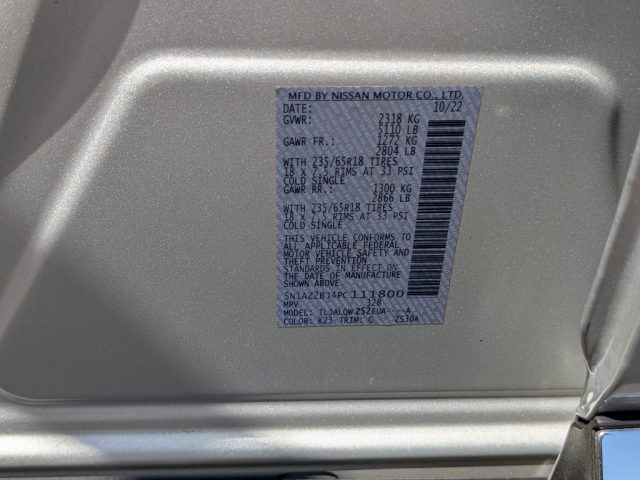 MFD BY NISSAN MOTOR CO., LTD.
DATE: 10/22
GVWR: 2318 KG
5110 LB
GAWR FR.: 1272 KG
2804 LB
WITH 235/65R18 TIRES
18 X 7.5 RIMS AT 33 PSI
COLD SINGLE
GAWR RR.: 1300 KG
2866 LB
WITH 235/65R18 TIRES
18 X 7.5 RIMS AT 33 PSI
COLD SINGLE
THIS VEHICLE CONFORMS TO
ALL APPLICABLE FEDERAL
MOTOR VEHICLE SAFETY AND
THEFT PREVENTION
STANDARDS IN EFFECT ON
THE DATE OF MANUFACTURE
SHOWN ABOVE.
5N1AZ2BJ4PC111800
MPV 128
MODEL: TLJALQWZS2EUA----A
COLOR: K23 TRIM: G ZS30A